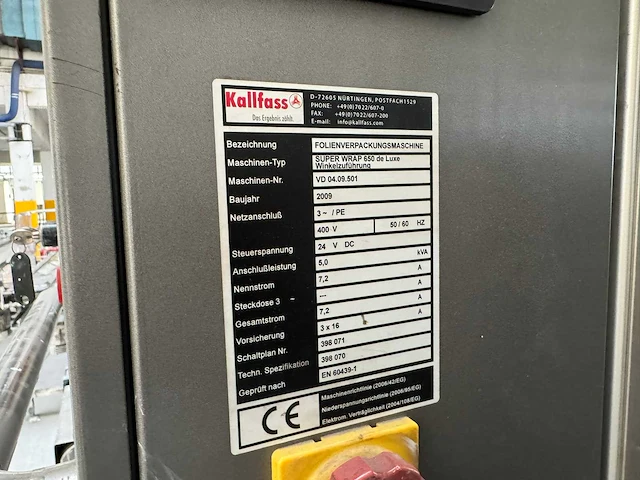 Kallfass
Das Ergebnis zählt.
D-72605 NÜRTINGEN, POSTFACH 1529
PHONE: +49(0)7022/607-0
FAX: +49(0)7022/607-200
E-mail: info@kallfass.com
Bezeichnung FOLIENVERPACKUNGSMASCHINE
Maschinen-Typ SUPER WRAP 650 de Luxe
Winkelzuführung
Maschinen-Nr. VD 04.09.501
Baujahr 2009
Netzanschluß 3 ~ / PE
400 V 50 / 60 HZ
Steuerspannung 24 V DC
Anschlußleistung 5,0 kVA
Nennstrom 7,2 A
Steckdose 3 ~ --- A
Gesamtstrom 7,2 A
Vorsicherung 3 x 16
Schaltplan Nr. 398 071
Techn. Spezifikation 398 070
Geprüft nach EN 60439-1
CE
Maschinenrichtlinie (2006/42/EG)
Niederspannungsrichtlinie (2006/95/EG)
Elektrom. Verträglichkeit (2004/108/EG)